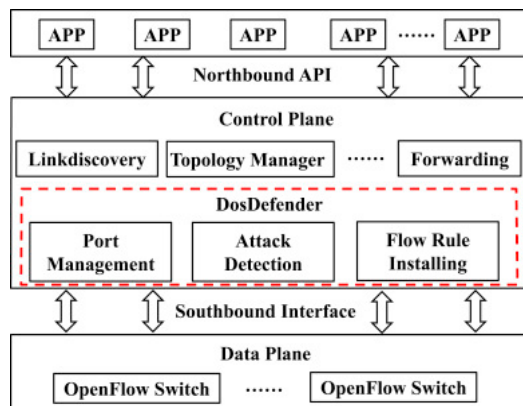 APP APP APP APP ...... APP
Northbound API
Control Plane
Linkdiscovery Topology Manager ...... Forwarding
DosDefender
Port Management
Attack Detection
Flow Rule Installing
Southbound Interface
Data Plane
OpenFlow Switch ...... OpenFlow Switch